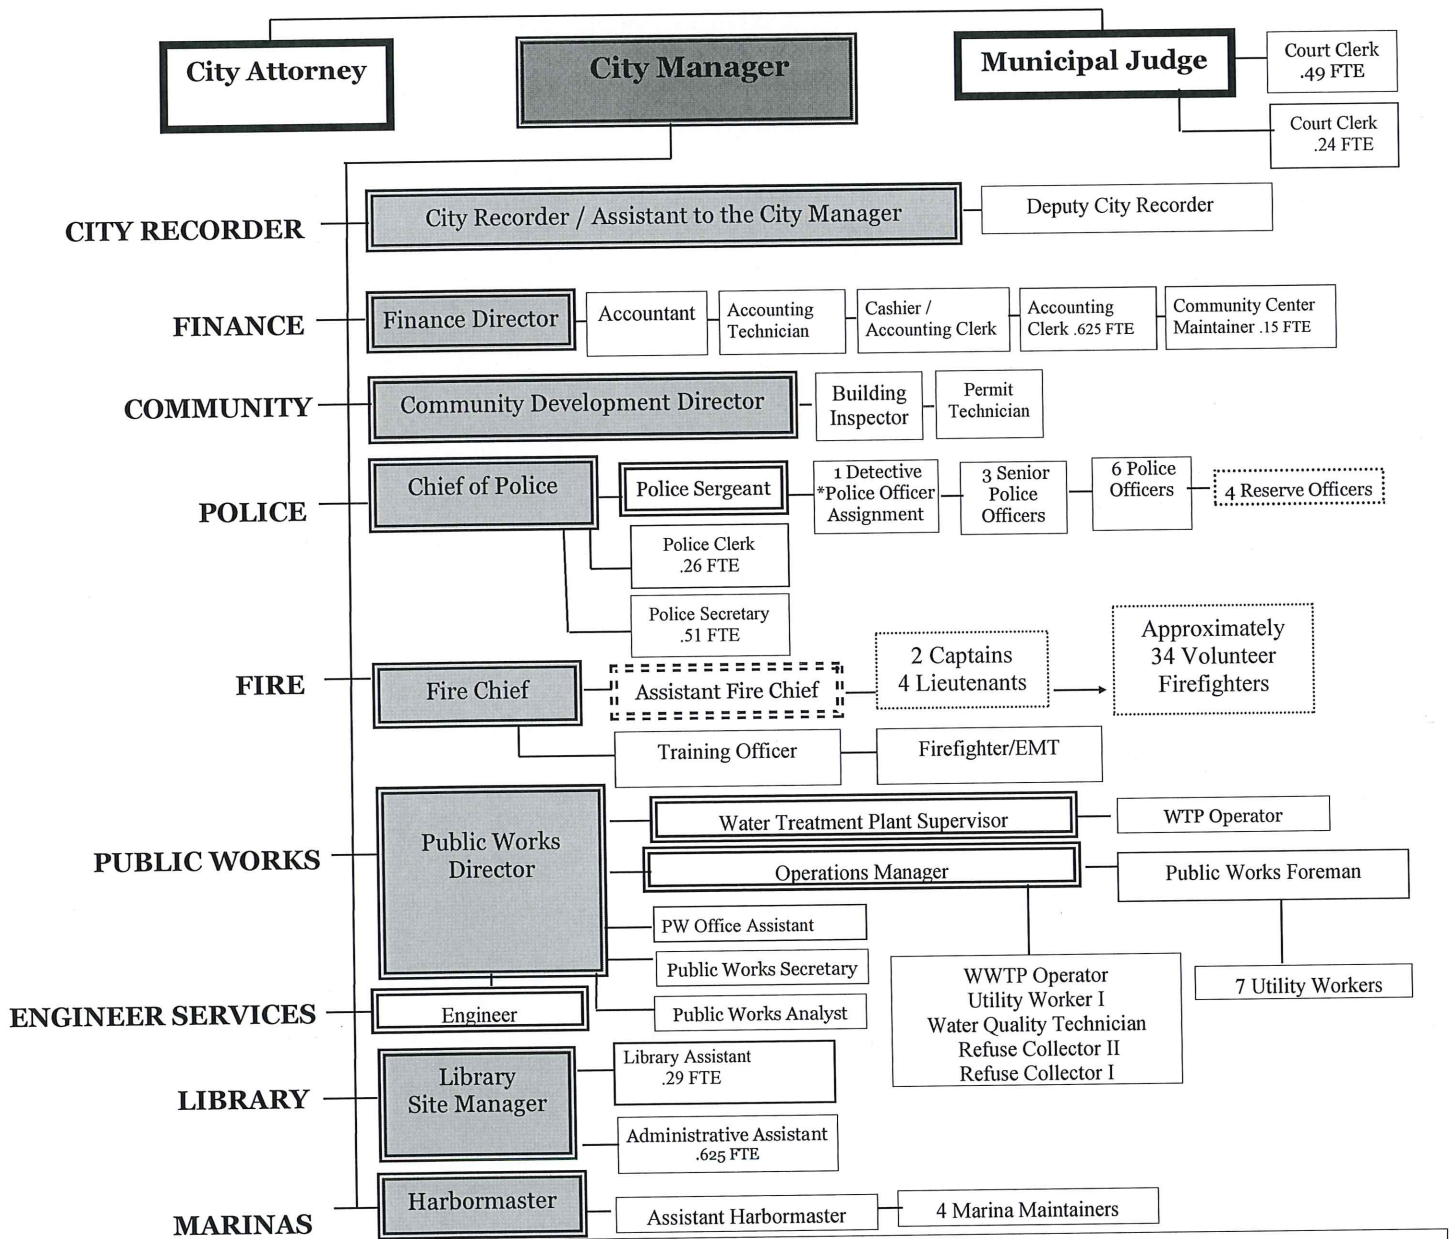 City Attorney
City Manager
Municipal Judge
Court Clerk
.49 FTE
Court Clerk
.24 FTE
CITY RECORDER
City Recorder / Assistant to the City Manager
Deputy City Recorder
FINANCE
Finance Director
Accountant
Accounting
Technician
Cashier /
Accounting Clerk
Accounting
Clerk .625 FTE
Community Center
Maintainer .15 FTE
COMMUNITY
Community Development Director
Building
Inspector
Permit
Technician
POLICE
Chief of Police
Police Sergeant
1 Detective
*Police Officer
Assignment
3 Senior
Police
Officers
6 Police
Officers
4 Reserve Officers
Police Clerk
.26 FTE
Police Secretary
.51 FTE
FIRE
Fire Chief
Assistant Fire Chief
2 Captains
4 Lieutenants
Approximately
34 Volunteer
Firefighters
Training Officer
Firefighter/EMT
PUBLIC WORKS
Public Works
Director
Water Treatment Plant Supervisor
WTP Operator
Operations Manager
Public Works Foreman
PW Office Assistant
Public Works Secretary
Public Works Analyst
WWTP Operator
Utility Worker I
Water Quality Technician
Refuse Collector II
Refuse Collector I
7 Utility Workers
ENGINEER SERVICES
Engineer
LIBRARY
Library
Site Manager
Library Assistant
.29 FTE
Administrative Assistant
.625 FTE
MARINAS
Harbormaster
Assistant Harbormaster
4 Marina Maintainers